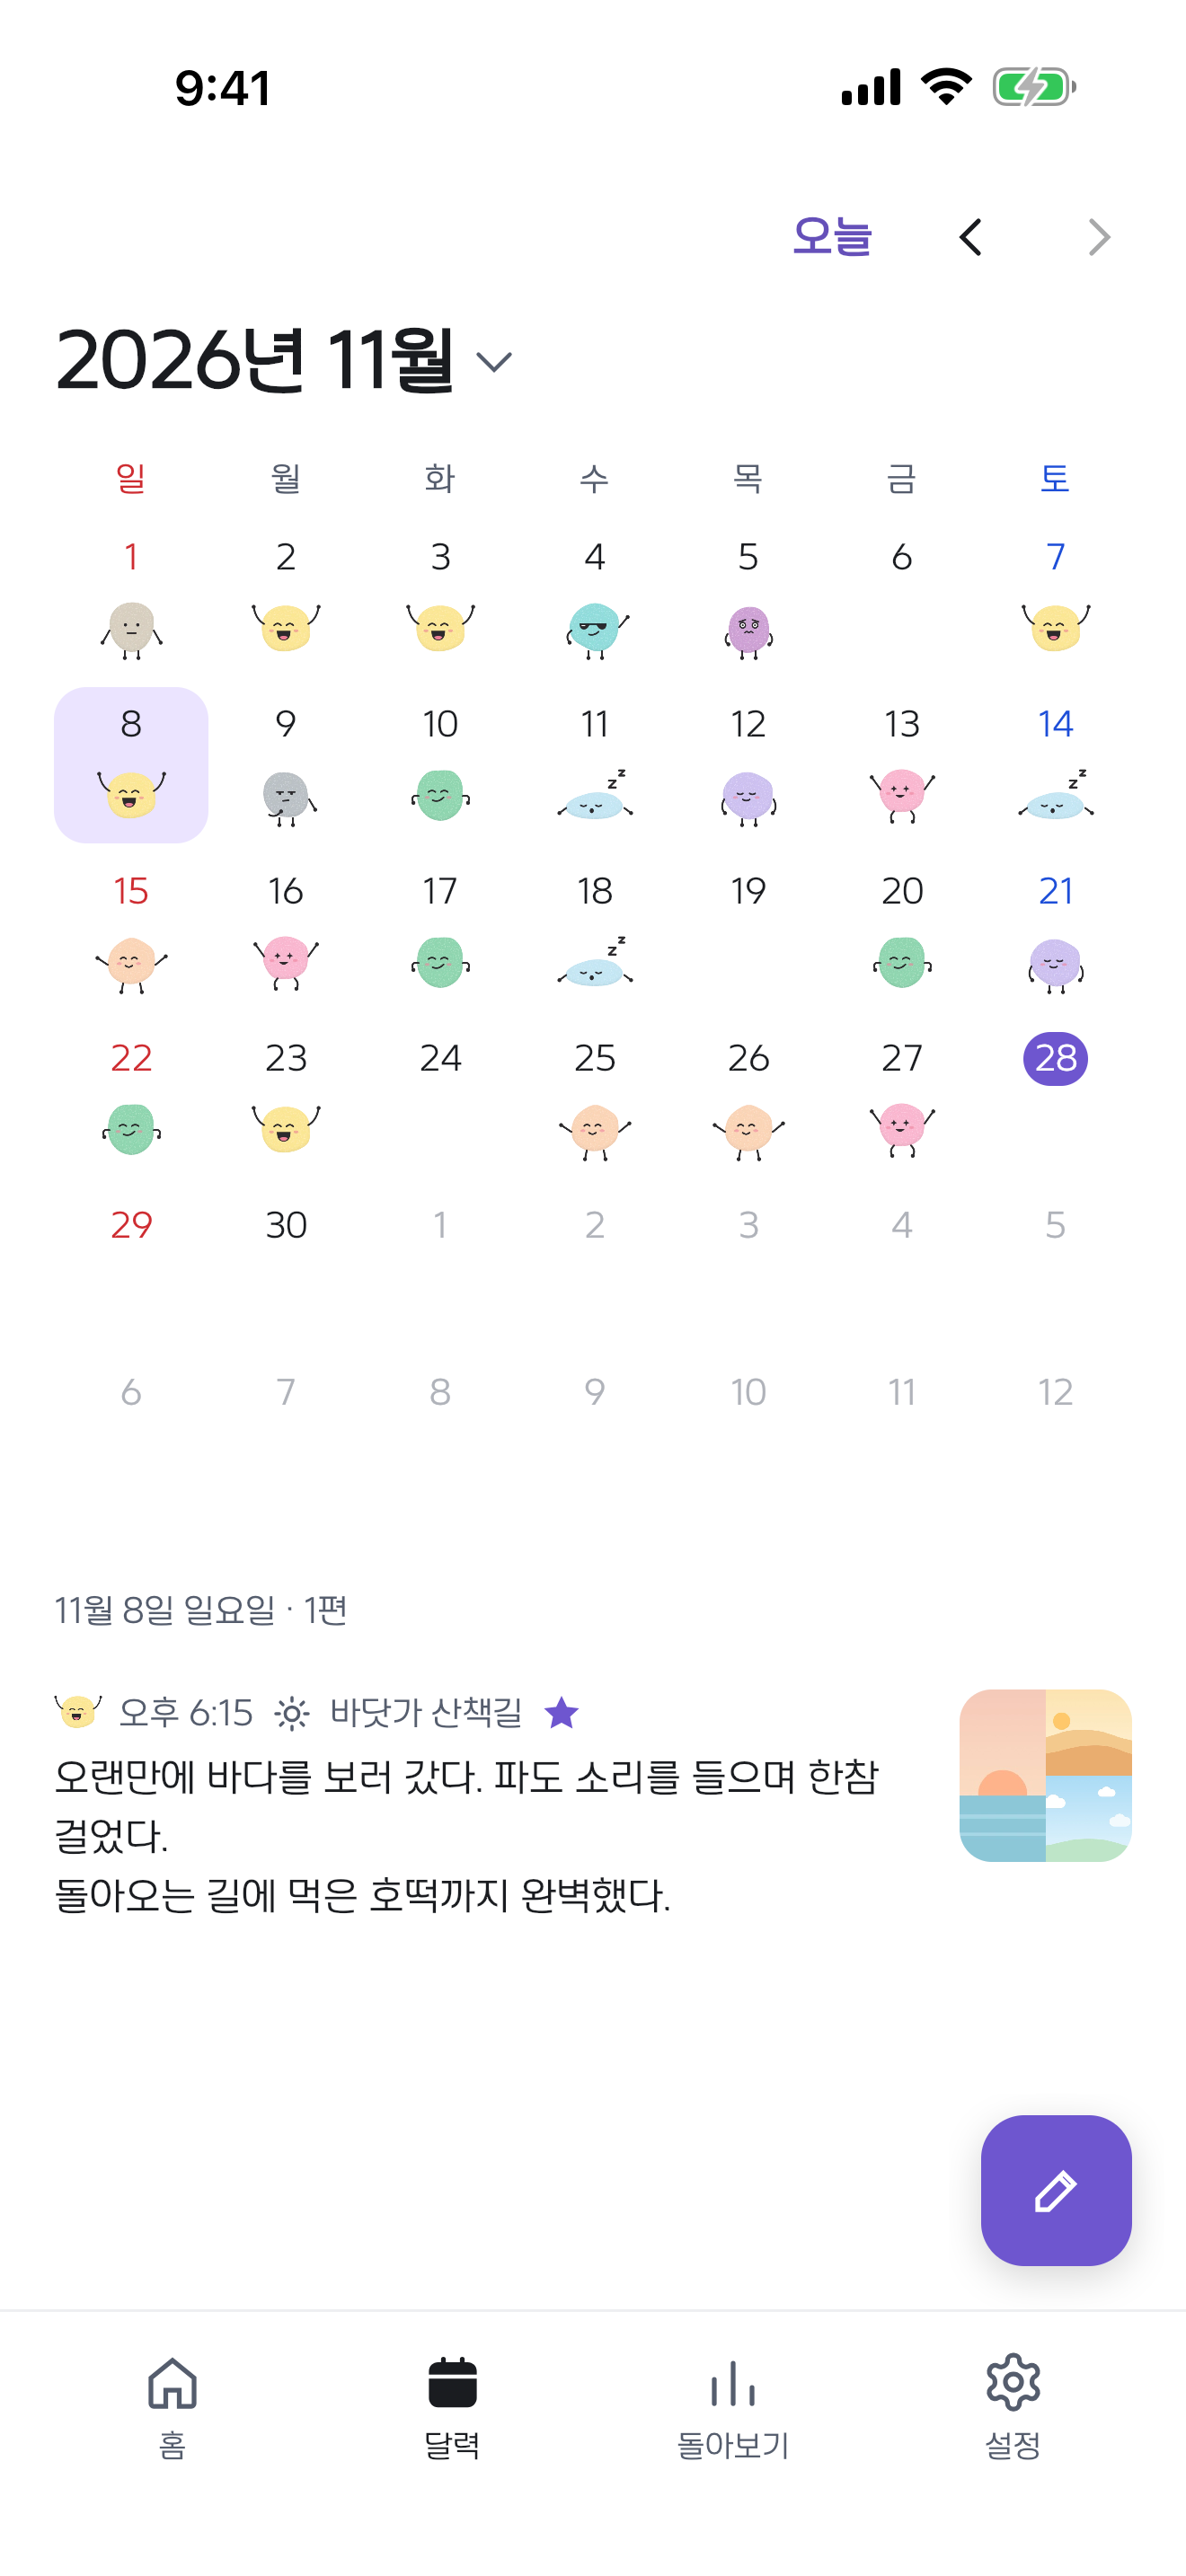 9:41
오늘
2026년 11월
일 월 화 수 목 금 토
1 2 3 4 5 6 7
8 9 10 11 12 13 14
z z z z
15 16 17 18 19 20 21
z z
22 23 24 25 26 27 28
29 30 1 2 3 4 5
6 7 8 9 10 11 12
11월 8일 일요일 · 1편
오후 6:15 바닷가 산책길
오랜만에 바다를 보러 갔다. 파도 소리를 들으며 한참
걸었다.
돌아오는 길에 먹은 호떡까지 완벽했다.
홈 달력 돌아보기 설정